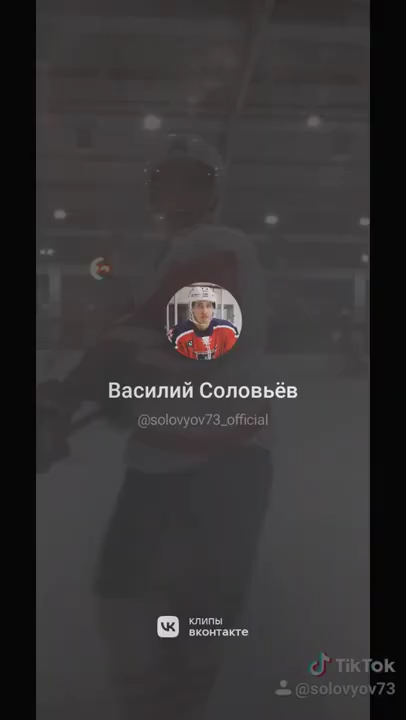 Василий Соловьёв
@solovyov73_official
клипы
вконтакте
TikTok
@solovyov73